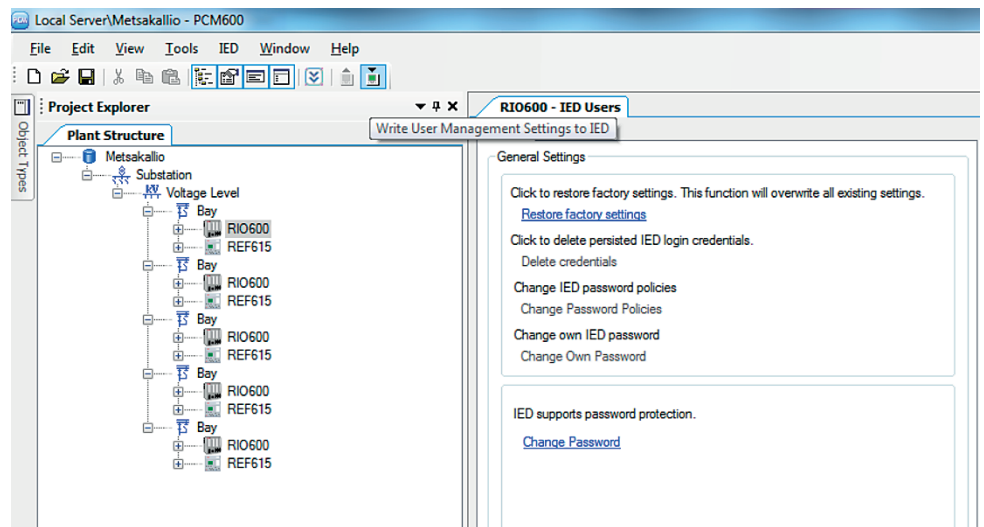 Local Server\Metsakallio - PCM600
File Edit View Tools IED Window Help
Project Explorer
RIO600 - IED Users
Write User Management Settings to IED
Object Types
Plant Structure
Metsakallio
Substation
Voltage Level
Bay
RIO600
REF615
Bay
RIO600
REF615
Bay
RIO600
REF615
Bay
RIO600
REF615
Bay
RIO600
REF615
General Settings
Click to restore factory settings. This function will overwrite all existing settings.
Restore factory settings
Click to delete persisted IED login credentials.
Delete credentials
Change IED password policies
Change Password Policies
Change own IED password
Change Own Password
IED supports password protection.
Change Password